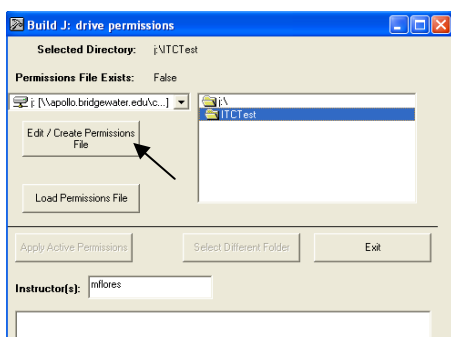 Build J: drive permissions
Selected Directory: j:\ITCTest
Permissions File Exists: False
j: [\\apollo.bridgewater.edu\c...]
j:\
ITCTest
Edit / Create Permissions
File
Load Permissions File
Apply Active Permissions
Select Different Folder
Exit
Instructor(s): mflores